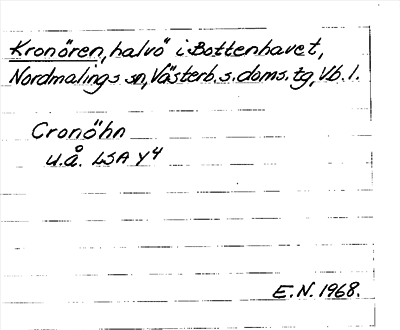 Kronören, halvö i Bottenhavet,
Nordmalings sn, Västerb. s. doms. tg, Vb. l.
Cronöhn
u.å. LSA Y4
E.N. 1968.